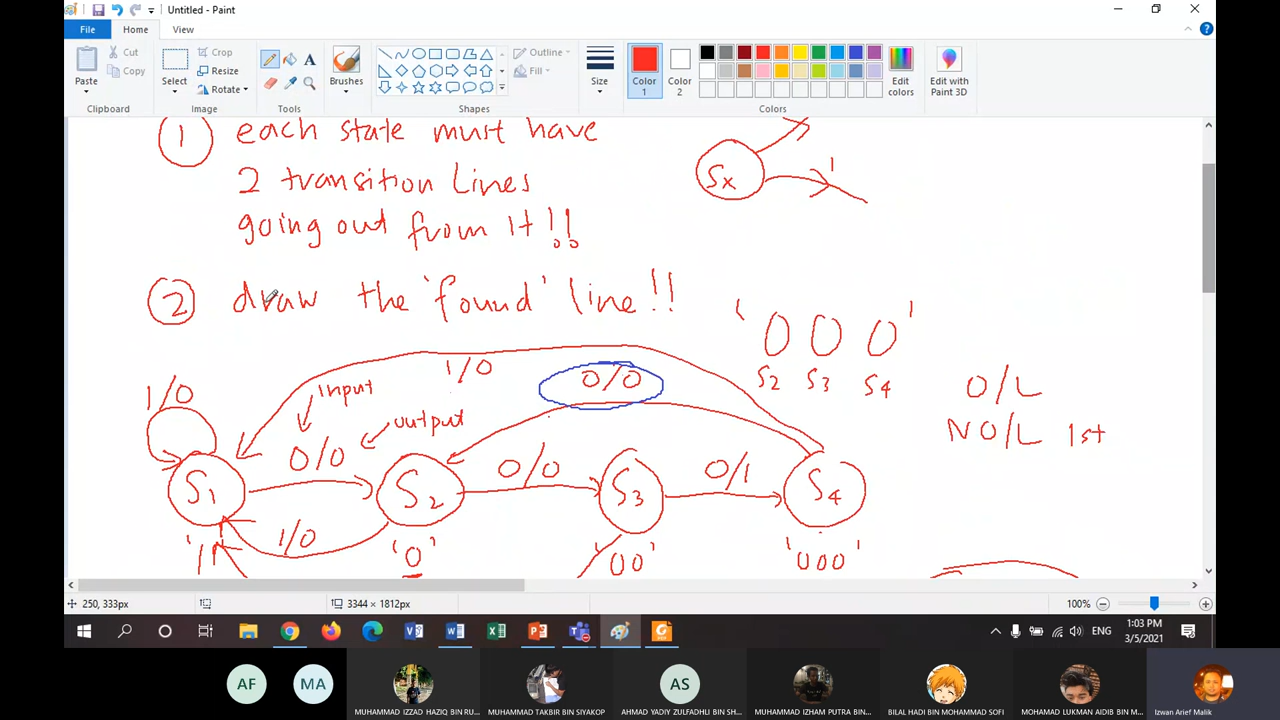 Untitled - Paint
File
Home
View
Paste
Cut
Copy
Clipboard
Select
Crop
Resize
Rotate
Image
A
Tools
Brushes
Shapes
Outline
Fill
Size
Color 1
Color 2
Edit colors
Edit with Paint 3D
Colors
1 each state must have
2 transition Lines
going out from it!!
Sx
1
2 draw the 'found' line!!
'000'
S2 S3 S4
O/L
NO/L 1st
1/0
0/0
1/0
input
output
0/0
0/0
0/1
S1
S2
S3
S4
1/0
'1
'0'
'00'
'000'
250, 333px
3344 × 1812px
100%
ENG
1:03 PM
3/5/2021
AF
MA
AS
MUHAMMAD IZZAD HAZIQ BIN RU...
MUHAMMAD TAKBIR BIN SIYAKOP
AHMAD YADIY ZULFADHLI BIN SH...
MUHAMMAD IZHAM PUTRA BIN...
BILAL HADI BIN MOHAMMAD SOFI
MOHAMAD LUKMAN AIDIB BIN M...
Izwan Arief Malik